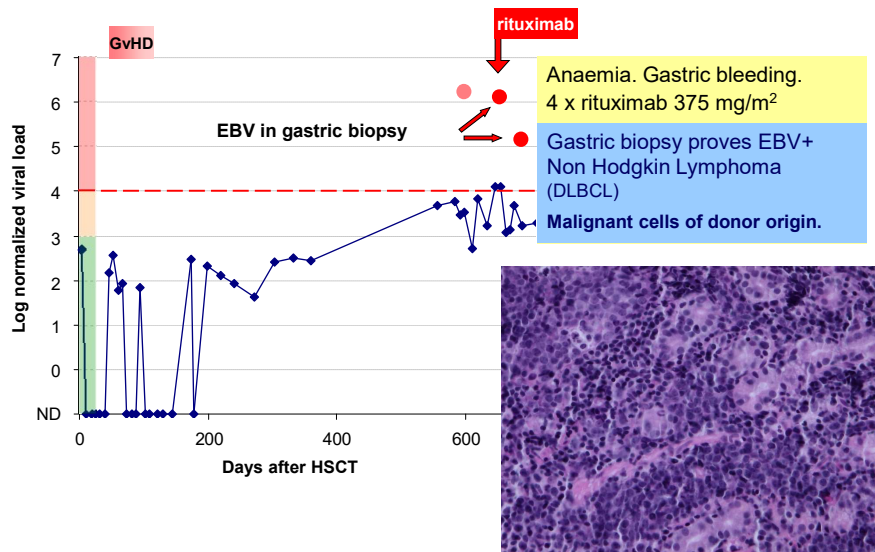 rituximab
GvHD
7
6
5
4
3
2
1
0
ND
Log normalized viral load
EBV in gastric biopsy
Anaemia. Gastric bleeding.
4 x rituximab 375 mg/m²
Gastric biopsy proves EBV+
Non Hodgkin Lymphoma
(DLBCL)
Malignant cells of donor origin.
0 200 400 600
Days after HSCT